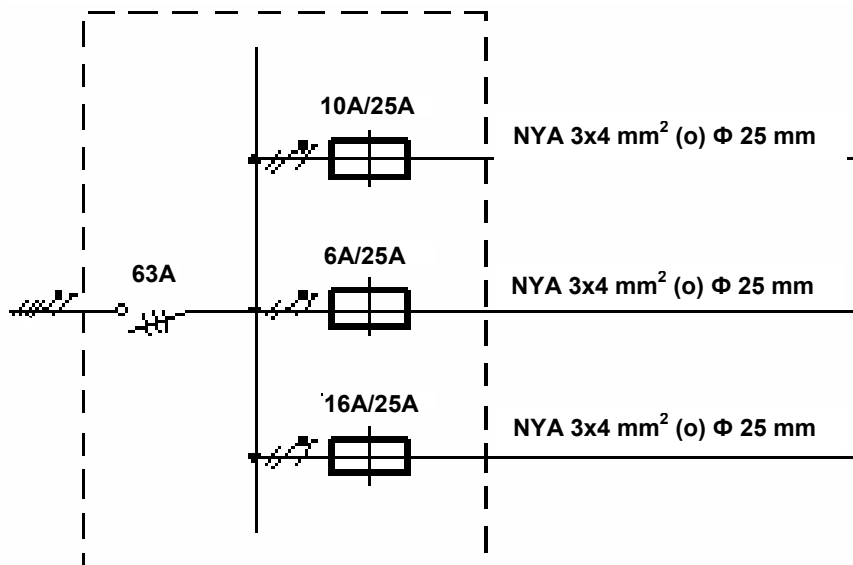 10A/25A
NYA 3x4 mm² (o) Φ 25 mm
63A
6A/25A
NYA 3x4 mm² (o) Φ 25 mm
16A/25A
NYA 3x4 mm² (o) Φ 25 mm